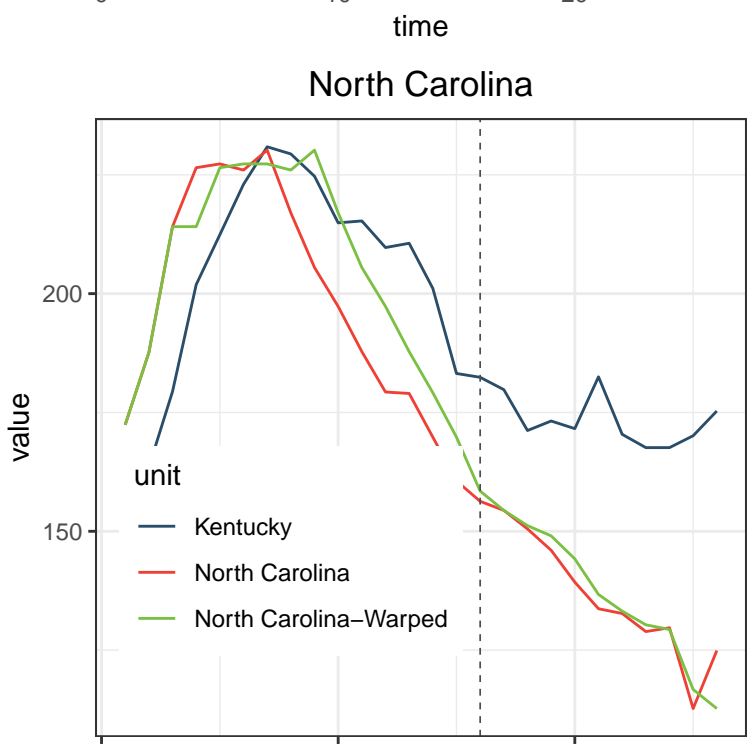 time
North Carolina
200
value
unit
Kentucky
150
North Carolina
North Carolina–Warped